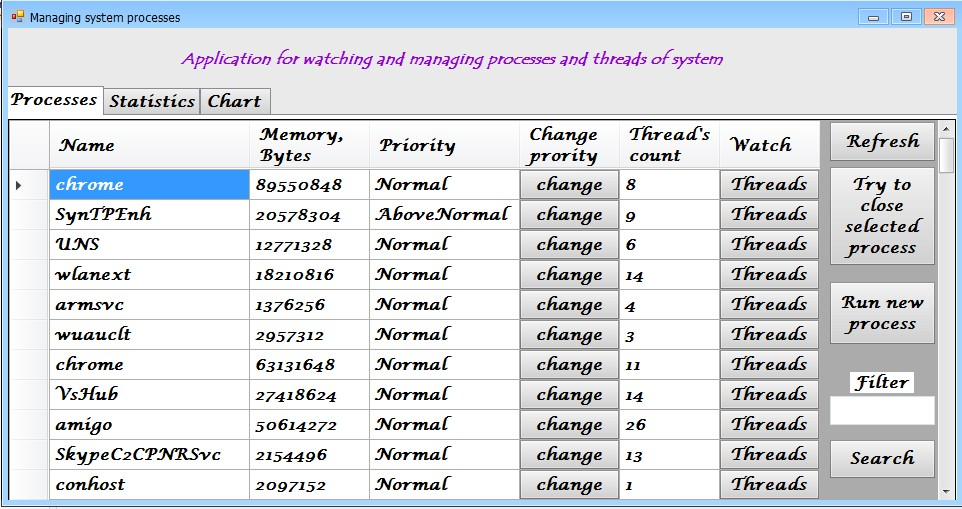 Managing system processes
Application for watching and managing processes and threads of system
Processes Statistics Chart
Name Memory, Bytes Priority Change prority Thread's count Watch
chrome 89550848 Normal change 8 Threads
SynTPEnh 20578304 AboveNormal change 9 Threads
UNS 12771328 Normal change 6 Threads
wlanext 18210816 Normal change 14 Threads
armsvc 1376256 Normal change 4 Threads
wuauclt 2957312 Normal change 3 Threads
chrome 63131648 Normal change 11 Threads
VsHub 27418624 Normal change 14 Threads
amigo 50614272 Normal change 26 Threads
SkypeC2CPNRSvc 2154496 Normal change 13 Threads
conhost 2097152 Normal change 1 Threads
Refresh
Try to
close
selected
process
Run new
process
Filter
Search